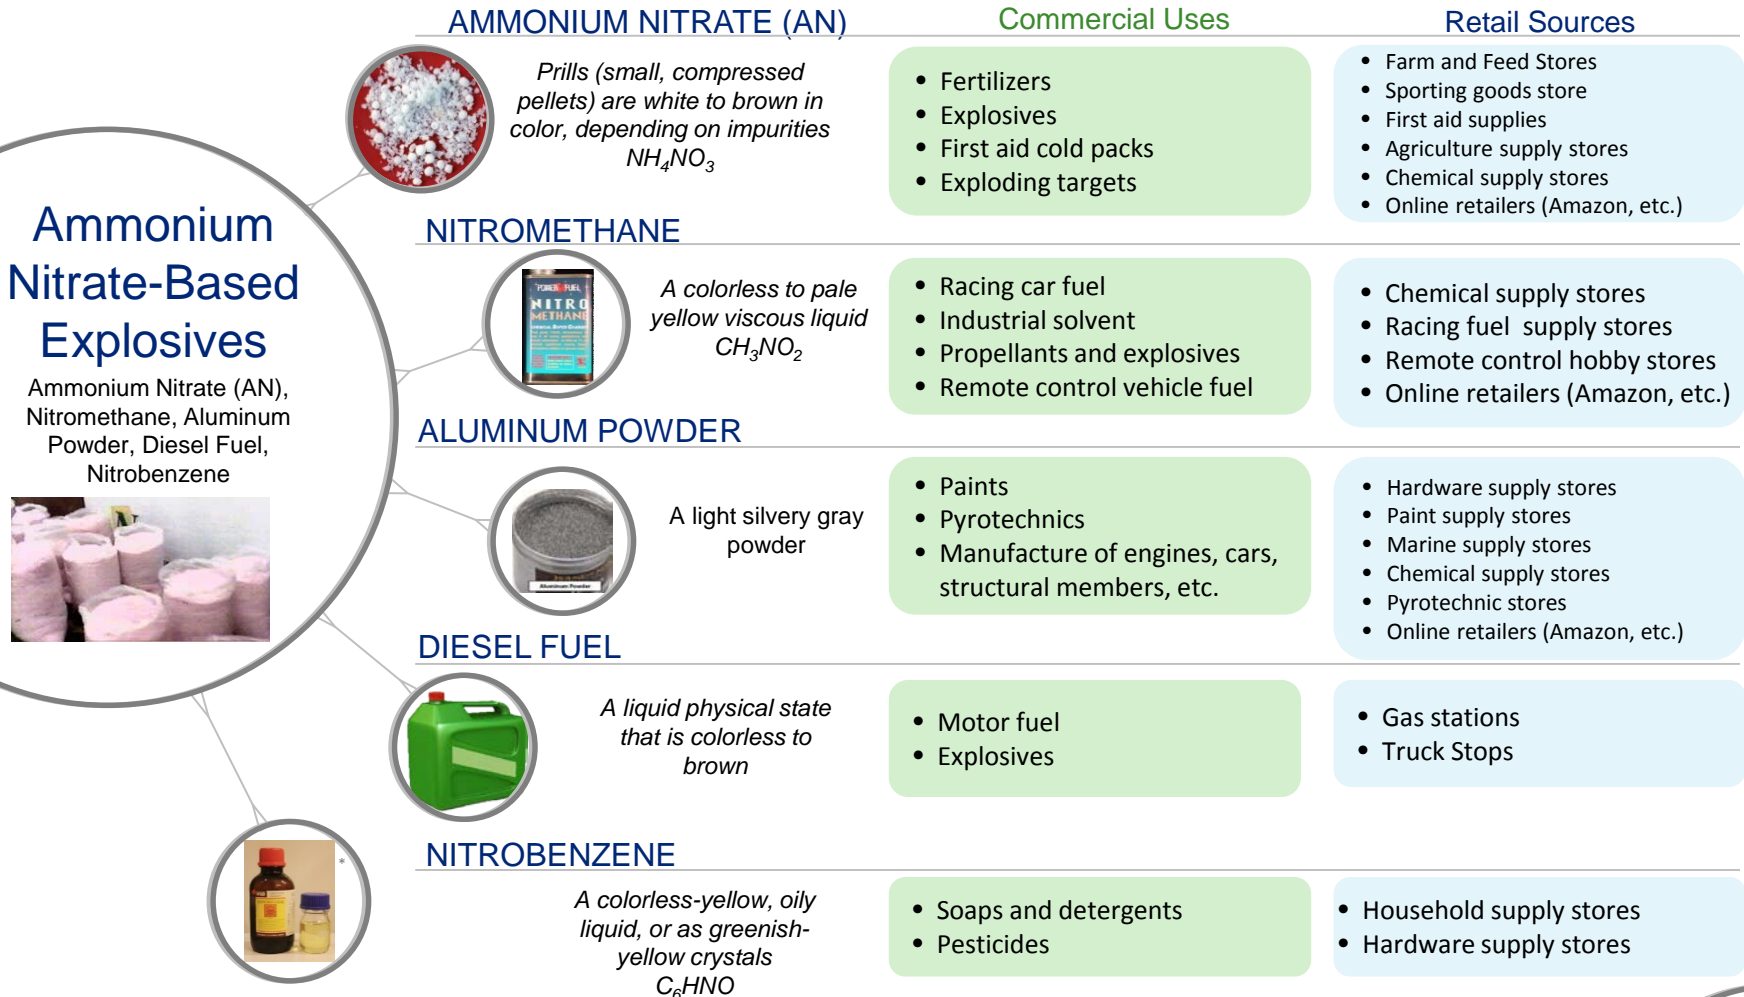 AMMONIUM NITRATE (AN)
Commercial Uses
Retail Sources
Prills (small, compressed
pellets) are white to brown in
color, depending on impurities
NH₄NO₃
• Fertilizers
• Explosives
• First aid cold packs
• Exploding targets
• Farm and Feed Stores
• Sporting goods store
• First aid supplies
• Agriculture supply stores
• Chemical supply stores
• Online retailers (Amazon, etc.)
Ammonium
Nitrate-Based
Explosives
Ammonium Nitrate (AN),
Nitromethane, Aluminum
Powder, Diesel Fuel,
Nitrobenzene
NITROMETHANE
NITRO
METHANE
A colorless to pale
yellow viscous liquid
CH₃NO₂
• Racing car fuel
• Industrial solvent
• Propellants and explosives
• Remote control vehicle fuel
• Chemical supply stores
• Racing fuel supply stores
• Remote control hobby stores
• Online retailers (Amazon, etc.)
ALUMINUM POWDER
Aluminum Powder
A light silvery gray
powder
• Paints
• Pyrotechnics
• Manufacture of engines, cars,
structural members, etc.
• Hardware supply stores
• Paint supply stores
• Marine supply stores
• Chemical supply stores
• Pyrotechnic stores
• Online retailers (Amazon, etc.)
DIESEL FUEL
A liquid physical state
that is colorless to
brown
• Motor fuel
• Explosives
• Gas stations
• Truck Stops
NITROBENZENE
*
A colorless-yellow, oily
liquid, or as greenish-
yellow crystals
C₆HNO
• Soaps and detergents
• Pesticides
• Household supply stores
• Hardware supply stores